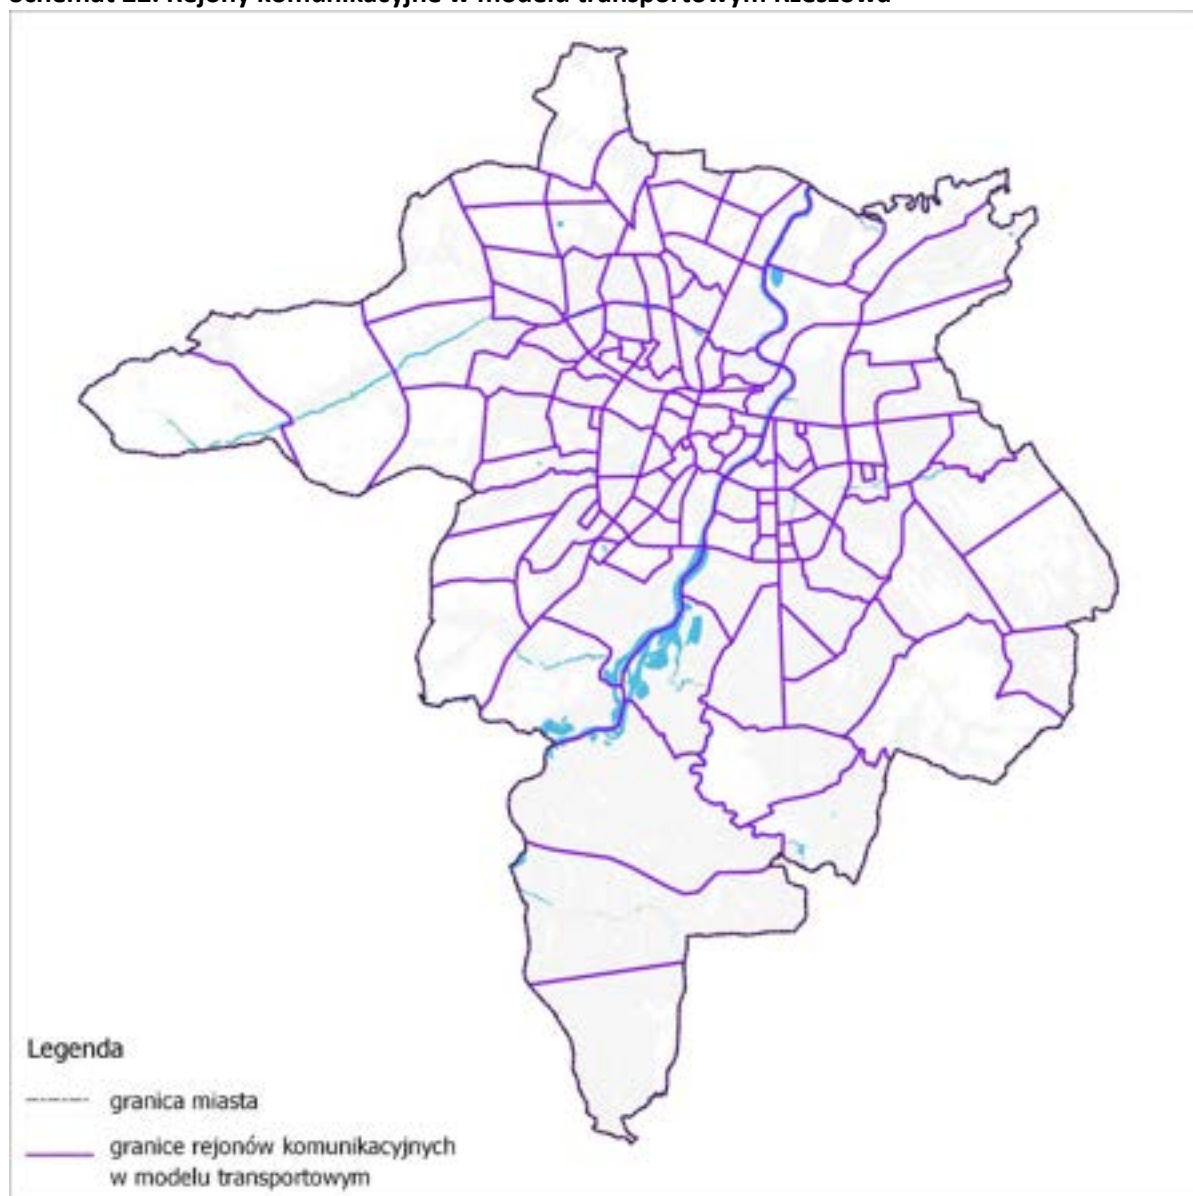 Schemat 22. Rejony komunikacyjne w modelu transportowym Rzeszowa
Legenda
granica miasta
granice rejonów komunikacyjnych
w modelu transportowym